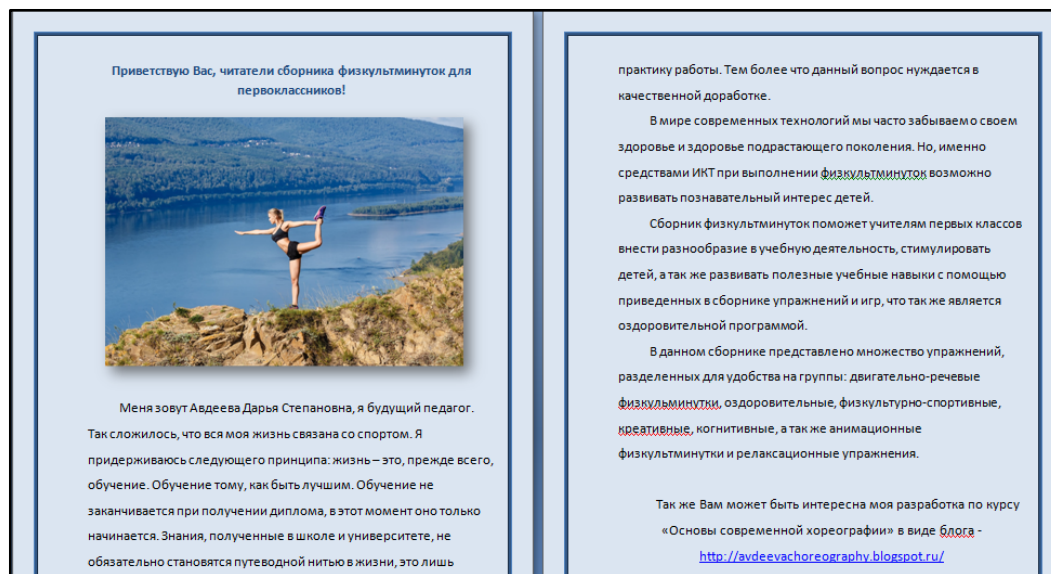 Приветствую Вас, читатели сборника физкультминуток для
первоклассников!
Меня зовут Авдеева Дарья Степановна, я будущий педагог.
Так сложилось, что вся моя жизнь связана со спортом. Я
придерживаюсь следующего принципа: жизнь – это, прежде всего,
обучение. Обучение тому, как быть лучшим. Обучение не
заканчивается при получении диплома, в этот момент оно только
начинается. Знания, полученные в школе и университете, не
обязательно становятся путеводной нитью в жизни, это лишь
практику работы. Тем более что данный вопрос нуждается в
качественной доработке.
В мире современных технологий мы часто забываем о своем
здоровье и здоровье подрастающего поколения. Но, именно
средствами ИКТ при выполнении физкультминуток возможно
развивать познавательный интерес детей.
Сборник физкультминуток поможет учителям первых классов
внести разнообразие в учебную деятельность, стимулировать
детей, а так же развивать полезные учебные навыки с помощью
приведенных в сборнике упражнений и игр, что так же является
оздоровительной программой.
В данном сборнике представлено множество упражнений,
разделенных для удобства на группы: двигательно-речевые
физкульминутки, оздоровительные, физкультурно-спортивные,
креативные, когнитивные, а так же анимационные
физкультминутки и релаксационные упражнения.
Так же Вам может быть интересна моя разработка по курсу
«Основы современной хореографии» в виде блога -
http://avdeevachoreography.blogspot.ru/